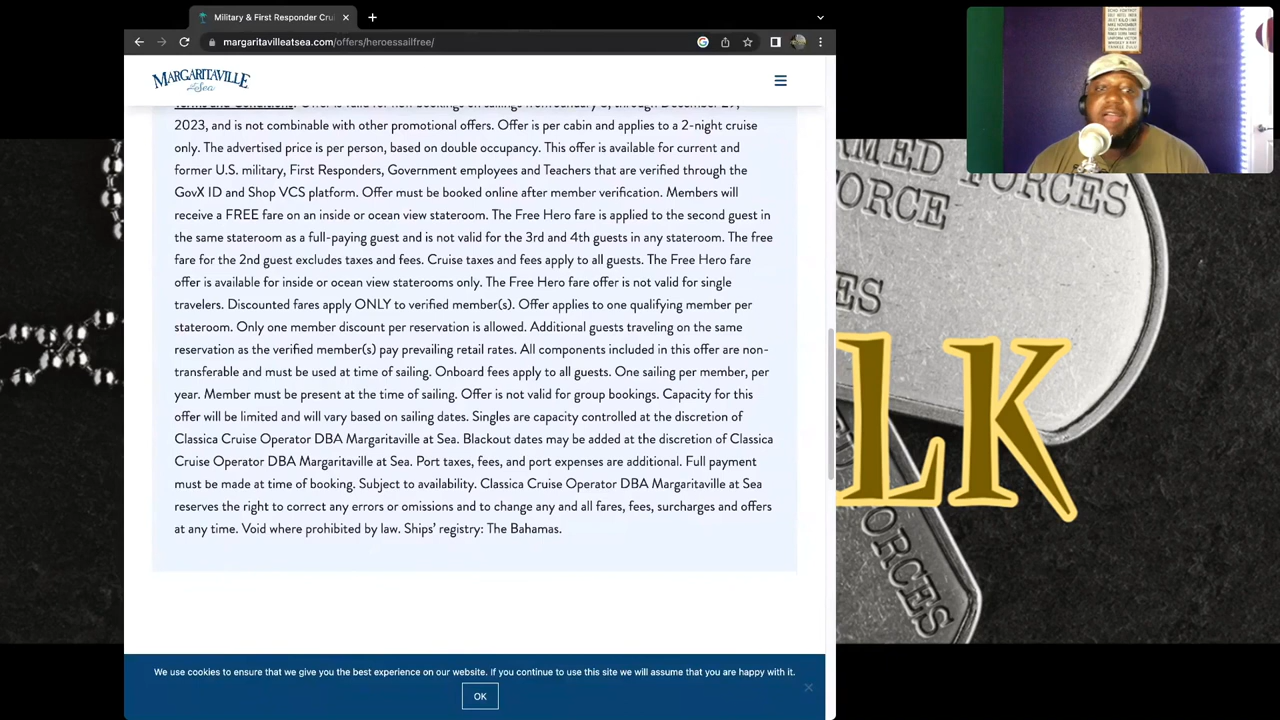 Military & First Responder Cru
margaritavilleatsea.com/offers/heroessailfree/
MARGARITAVILLE
at Sea
Terms and Conditions: Offer is valid for new bookings on sailings from
2023, and is not combinable with other promotional offers. Offer is per cabin and applies to a 2-night cruise
only. The advertised price is per person, based on double occupancy. This offer is available for current and
former U.S. military, First Responders, Government employees and Teachers that are verified through the
GovX ID and Shop VCS platform. Offer must be booked online after member verification. Members will
receive a FREE fare on an inside or ocean view stateroom. The Free Hero fare is applied to the second guest in
the same stateroom as a full-paying guest and is not valid for the 3rd and 4th guests in any stateroom. The free
fare for the 2nd guest excludes taxes and fees. Cruise taxes and fees apply to all guests. The Free Hero fare
offer is available for inside or ocean view staterooms only. The Free Hero fare offer is not valid for single
travelers. Discounted fares apply ONLY to verified member(s). Offer applies to one qualifying member per
stateroom. Only one member discount per reservation is allowed. Additional guests traveling on the same
reservation as the verified member(s) pay prevailing retail rates. All components included in this offer are non-
transferable and must be used at time of sailing. Onboard fees apply to all guests. One sailing per member, per
year. Member must be present at the time of sailing. Offer is not valid for group bookings. Capacity for this
offer will be limited and will vary based on sailing dates. Singles are capacity controlled at the discretion of
Classica Cruise Operator DBA Margaritaville at Sea. Blackout dates may be added at the discretion of Classica
Cruise Operator DBA Margaritaville at Sea. Port taxes, fees, and port expenses are additional. Full payment
must be made at time of booking. Subject to availability. Classica Cruise Operator DBA Margaritaville at Sea
reserves the right to correct any errors or omissions and to change any and all fares, fees, surcharges and offers
at any time. Void where prohibited by law. Ships' registry: The Bahamas.
We use cookies to ensure that we give you the best experience on our website. If you continue to use this site we will assume that you are happy with it.
OK
FORCES
ORCE
CES
LK
ORCES